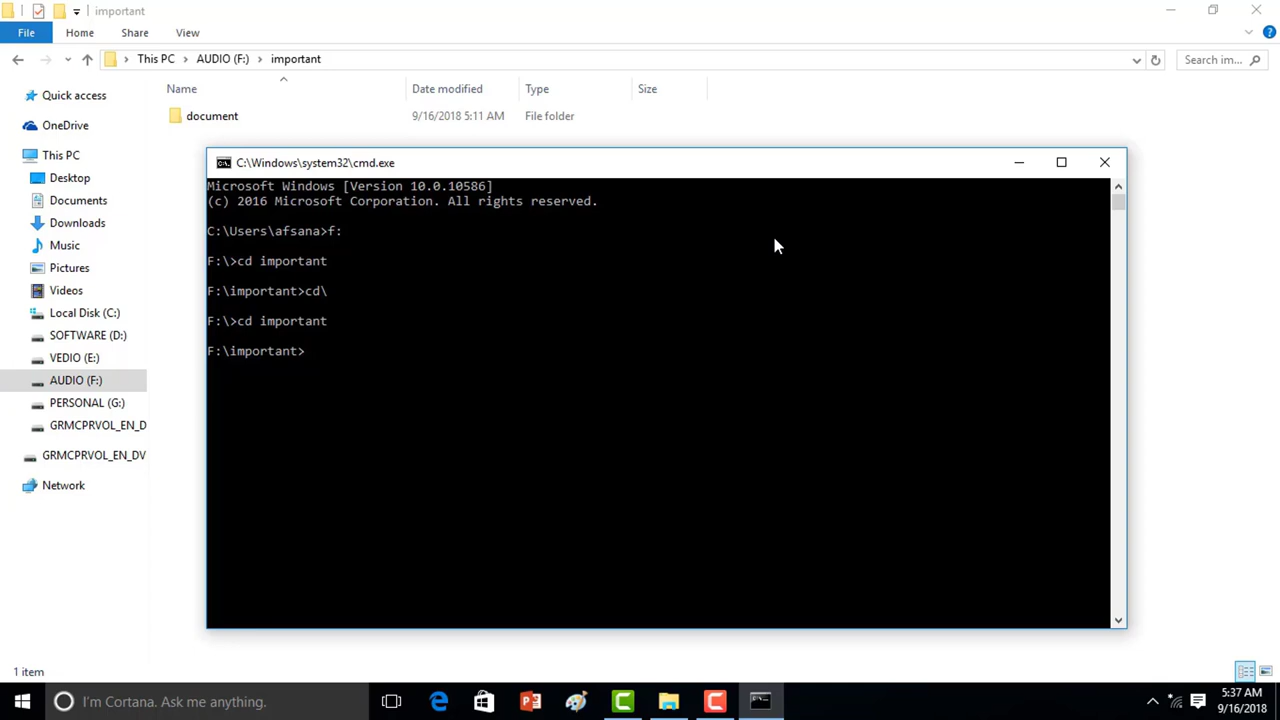 important
File
Home
Share
View
This PC
AUDIO (F:)
important
Search im...
Name
Date modified
Type
Size
Quick access
document
9/16/2018 5:11 AM
File folder
OneDrive
This PC
Desktop
Documents
Downloads
Music
Pictures
Videos
Local Disk (C:)
SOFTWARE (D:)
VEDIO (E:)
AUDIO (F:)
PERSONAL (G:)
GRMCPRVOL_EN_D
GRMCPRVOL_EN_DV
Network
C:\Windows\system32\cmd.exe
Microsoft Windows [Version 10.0.10586]
(c) 2016 Microsoft Corporation. All rights reserved.
C:\Users\afsana>f:
F:\>cd important
F:\important>cd\
F:\>cd important
F:\important>
1 item
I'm Cortana. Ask me anything.
5:37 AM
9/16/2018